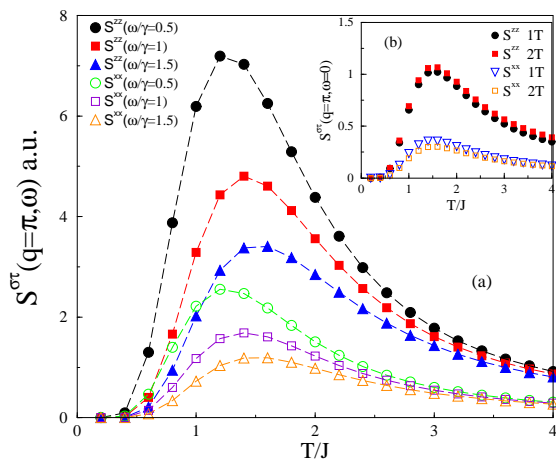 S^zz(ω/γ=0.5)
S^zz(ω/γ=1)
S^zz(ω/γ=1.5)
S^xx(ω/γ=0.5)
S^xx(ω/γ=1)
S^xx(ω/γ=1.5)
S^στ(q=π,ω) a.u.
8
6
4
2
0
0 1 2 3 4
T/J
(a)
(b)
S^zz 1T
S^zz 2T
S^xx 1T
S^xx 2T
S^στ(q=π,ω=0)
1.5
1
0.5
0
0 1 2 3 4
T/J